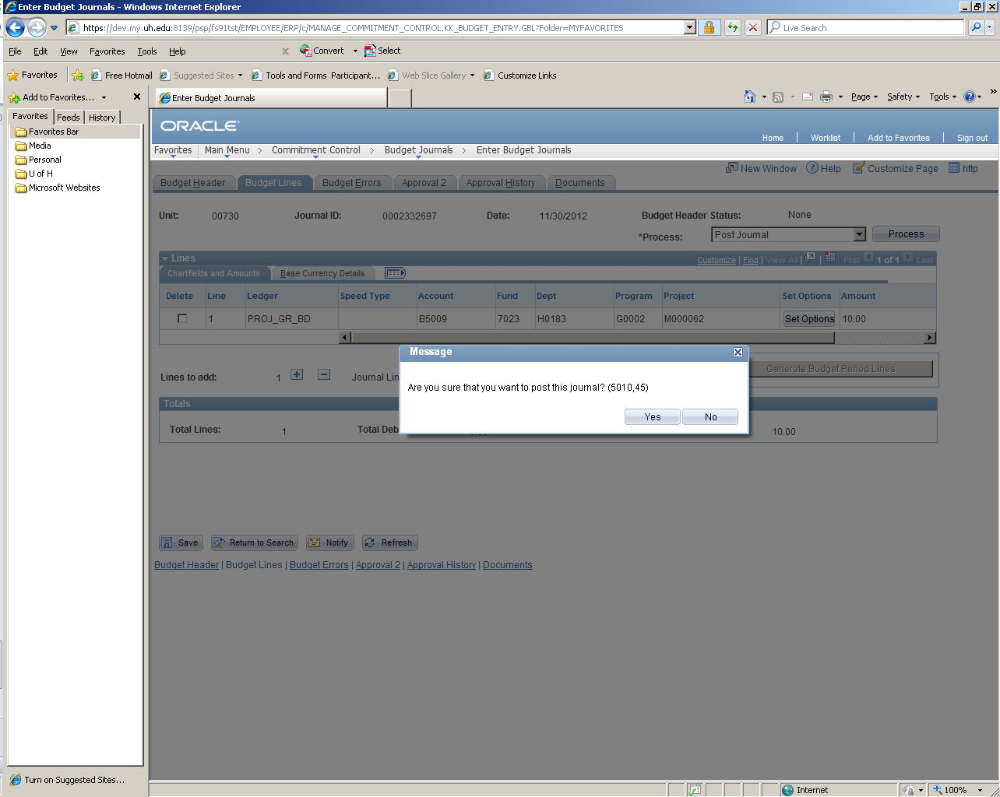 Enter Budget Journals - Windows Internet Explorer
https://dev.my.uh.edu:8139/psp/fs91tst/EMPLOYEE/ERP/c/MANAGE_COMMITMENT_CONTROL.KK_BUDGET_ENTRY.GBL?Folder=MYFAVORITES
Live Search
File Edit View Favorites Tools Help
x Convert Select
Favorites Free Hotmail Suggested Sites Tools and Forms Participant... Web Slice Gallery Customize Links
Add to Favorites...
Enter Budget Journals
Page Safety Tools
Favorites Feeds History
Favorites Bar
Media
Personal
U of H
Microsoft Websites
ORACLE
Home Worklist Add to Favorites Sign out
Favorites Main Menu > Commitment Control > Budget Journals > Enter Budget Journals
New Window Help Customize Page http
Budget Header Budget Lines Budget Errors Approval 2 Approval History Documents
Unit: 00730 Journal ID: 0002332697 Date: 11/30/2012 Budget Header Status: None
*Process: Post Journal Process
Lines
Customize | Find | View All | | First 1 of 1 Last
Chartfields and Amounts Base Currency Details
Delete Line Ledger Speed Type Account Fund Dept Program Project Set Options Amount
1 PROJ_GR_BD B5009 7023 H0183 G0002 M000062 Set Options 10.00
Message
Are you sure that you want to post this journal? (5010,45)
Yes No
Lines to add: 1 Journal Lin Generate Budget Period Lines
Totals
Total Lines: 1 Total Deb 10.00
Save Return to Search Notify Refresh
Budget Header | Budget Lines | Budget Errors | Approval 2 | Approval History | Documents
Turn on Suggested Sites...
Internet 100%